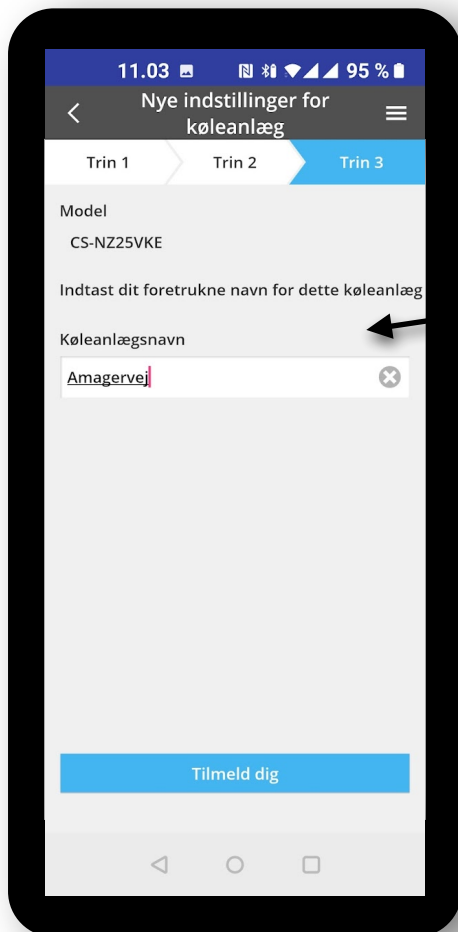 11.03 95 %
Nye indstillinger for
køleanlæg
Trin 1 Trin 2 Trin 3
Model
CS-NZ25VKE
Indtast dit foretrukne navn for dette køleanlæg
Køleanlægsnavn
Amagervej
Tilmeld dig